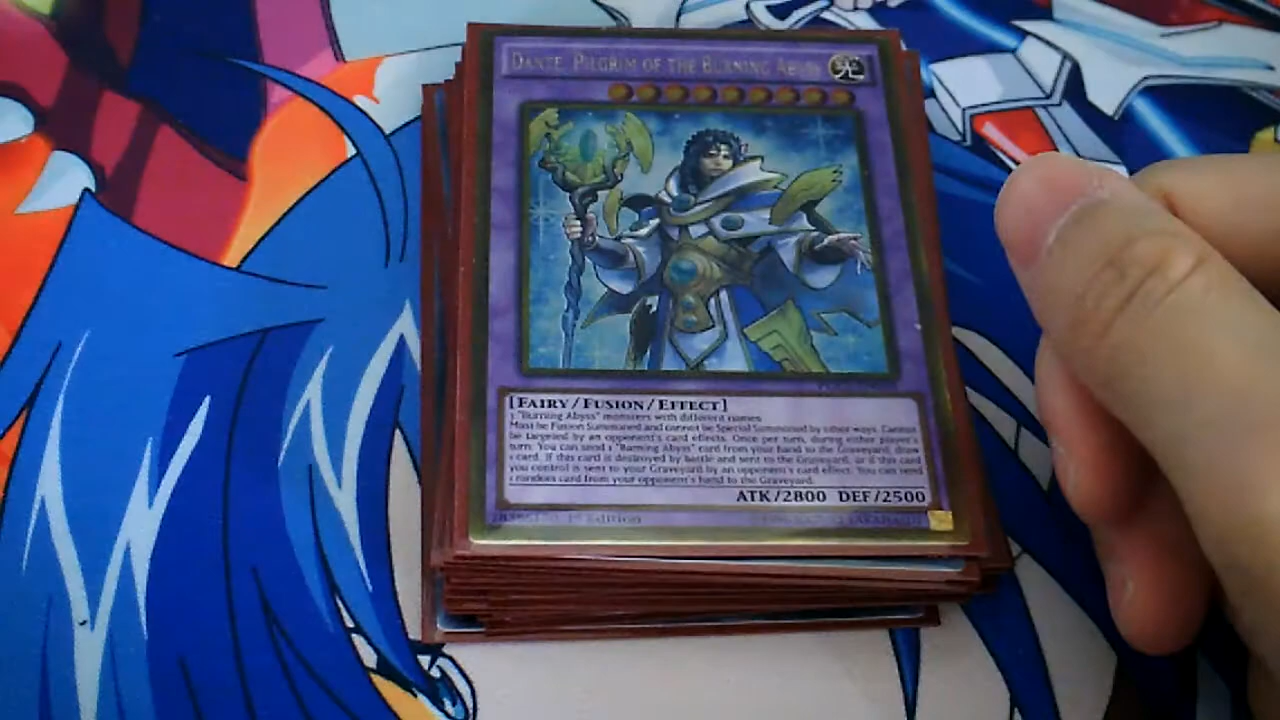 DANTE, PILGRIM OF THE BURNING ABYSS
[FAIRY/FUSION/EFFECT]
3 "Burning Abyss" monsters with different names
Must be Fusion Summoned and cannot be Special Summoned by other ways. Cannot
be targeted by an opponent's card effects. Once per turn, during either player's
turn: You can send 1 "Burning Abyss" card from your hand to the Graveyard; draw
1 card. If this card is destroyed by battle and sent to the Graveyard, or if this card
you control is sent to your Graveyard by an opponent's card effect: You can send
1 random card from your opponent's hand to the Graveyard.
ATK/2800 DEF/2500
1st Edition